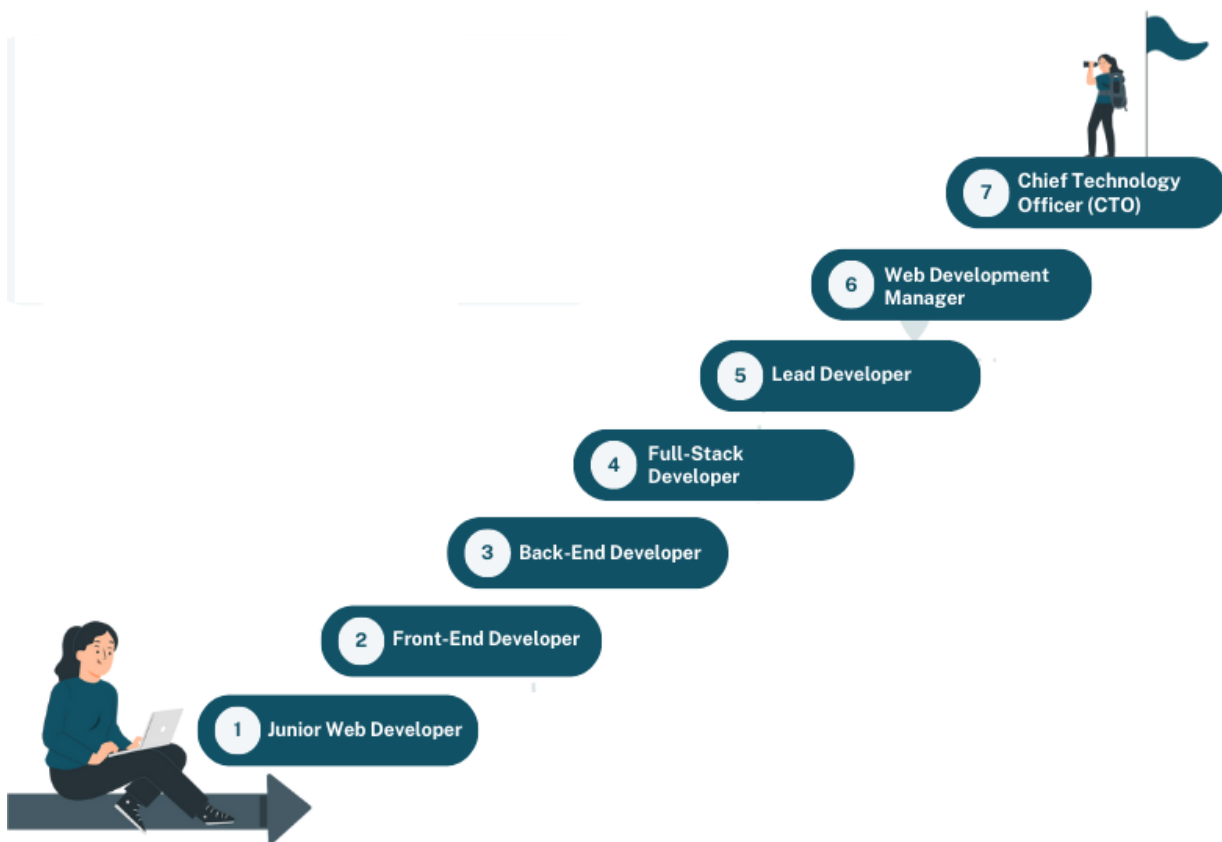 7 Chief Technology
Officer (CTO)
6 Web Development
Manager
5 Lead Developer
4 Full-Stack
Developer
3 Back-End Developer
2 Front-End Developer
1 Junior Web Developer